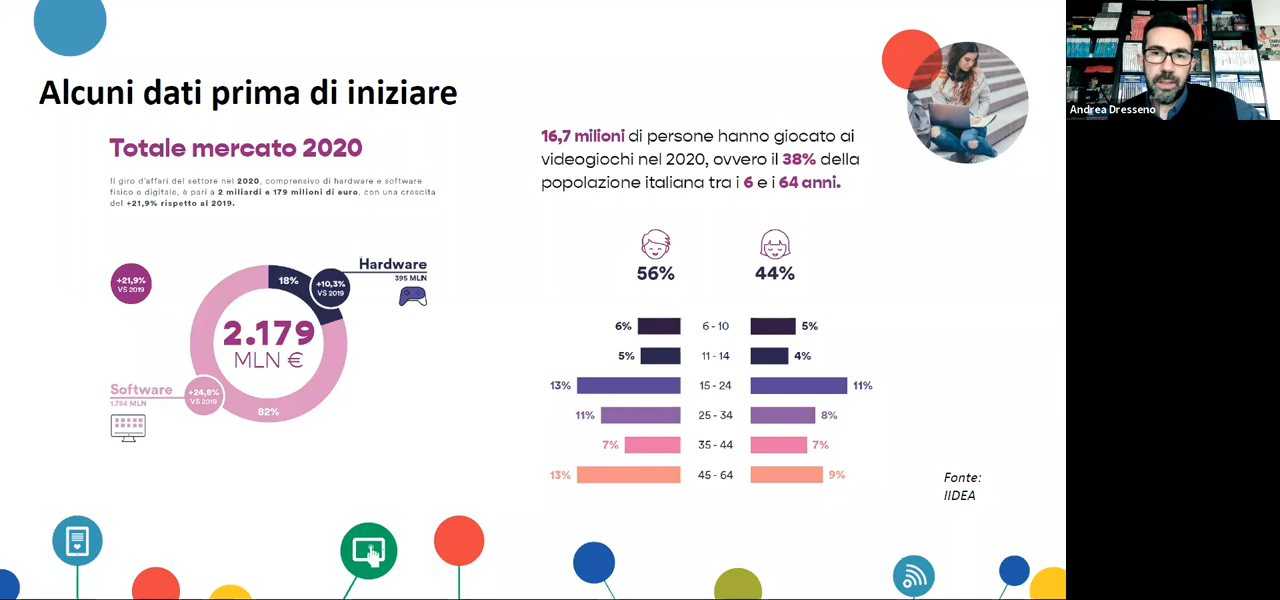 Alcuni dati prima di iniziare
Totale mercato 2020
Il giro d'affari del settore nel 2020, comprensivo di hardware e software
fisico e digitale, è pari a 2 miliardi e 179 milioni di euro, con una crescita
del +21,9% rispetto al 2019.
+21,9%
VS 2019
18%
+10,3%
VS 2019
Hardware
395 MLN
2.179
MLN €
Software
1.784 MLN
+24,8%
VS 2019
82%
16,7 milioni di persone hanno giocato ai
videogiochi nel 2020, ovvero il 38% della
popolazione italiana tra i 6 e i 64 anni.
56% 44%
6% 6 - 10 5%
5% 11 - 14 4%
13% 15 - 24 11%
11% 25 - 34 8%
7% 35 - 44 7%
13% 45 - 64 9%
Fonte:
IIDEA
Andrea Dresseno